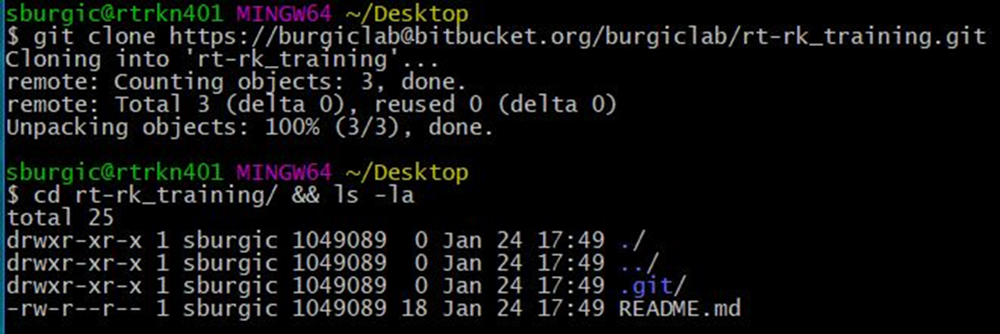 sburgic@rtrkn401 MINGW64 ~/Desktop
$ git clone https://burgiclab@bitbucket.org/burgiclab/rt-rk_training.git
Cloning into 'rt-rk_training'...
remote: Counting objects: 3, done.
remote: Total 3 (delta 0), reused 0 (delta 0)
Unpacking objects: 100% (3/3), done.

sburgic@rtrkn401 MINGW64 ~/Desktop
$ cd rt-rk_training/ && ls -la
total 25
drwxr-xr-x 1 sburgic 1049089  0 Jan 24 17:49 ./
drwxr-xr-x 1 sburgic 1049089  0 Jan 24 17:49 ../
drwxr-xr-x 1 sburgic 1049089  0 Jan 24 17:49 .git/
-rw-r--r-- 1 sburgic 1049089 18 Jan 24 17:49 README.md